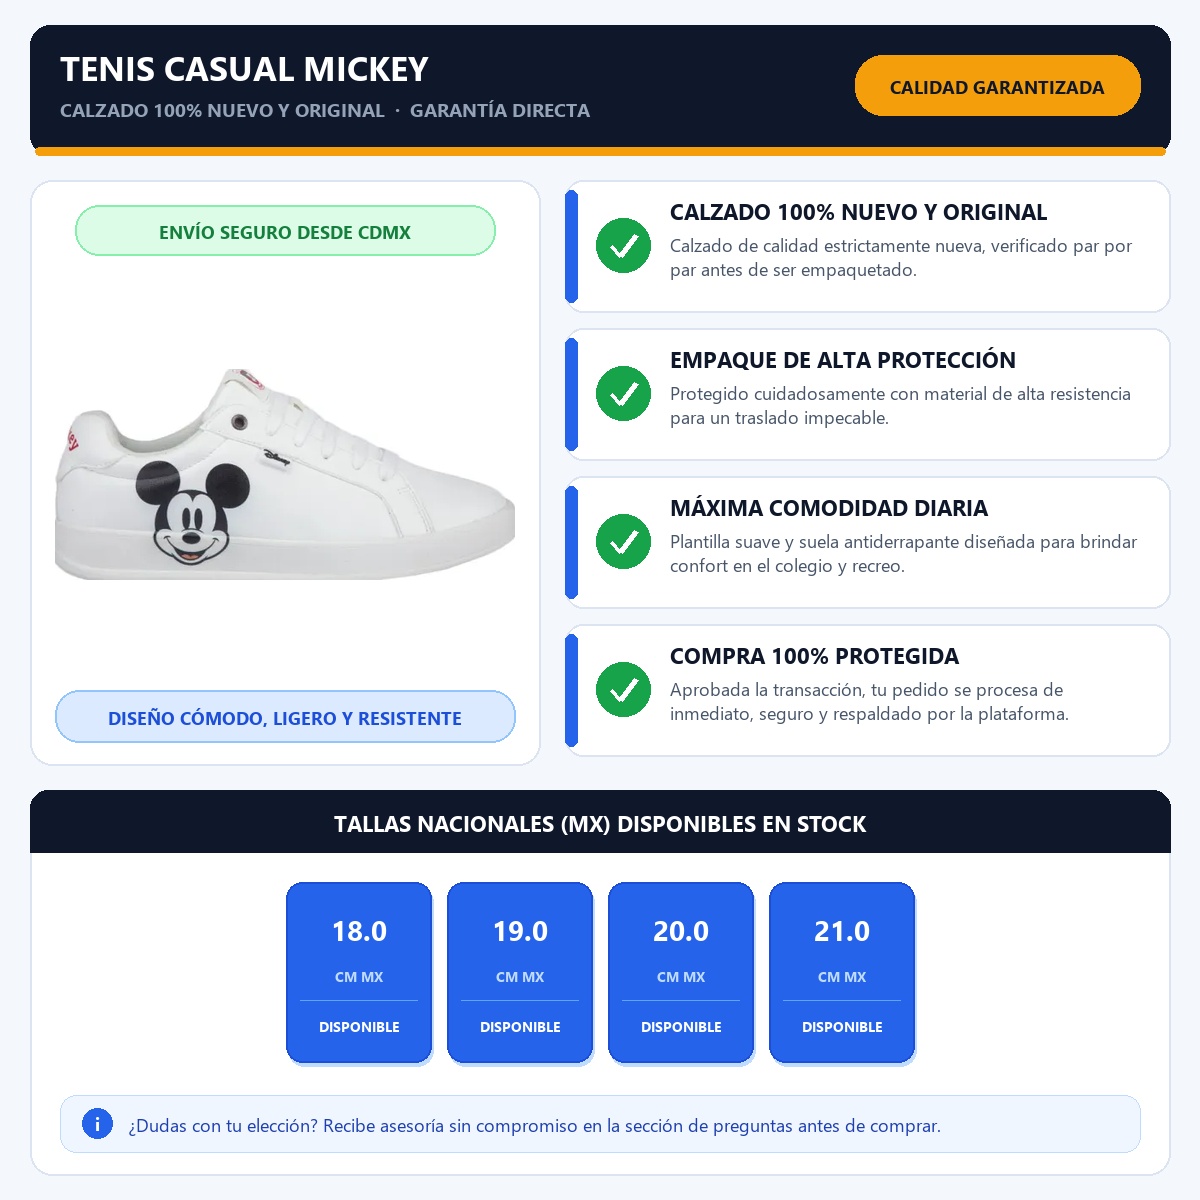 TENIS CASUAL MICKEY
CALZADO 100% NUEVO Y ORIGINAL · GARANTÍA DIRECTA
CALIDAD GARANTIZADA
ENVÍO SEGURO DESDE CDMX
Disney
DISEÑO CÓMODO, LIGERO Y RESISTENTE
CALZADO 100% NUEVO Y ORIGINAL
Calzado de calidad estrictamente nueva, verificado par por
par antes de ser empaquetado.
EMPAQUE DE ALTA PROTECCIÓN
Protegido cuidadosamente con material de alta resistencia
para un traslado impecable.
MÁXIMA COMODIDAD DIARIA
Plantilla suave y suela antiderrapante diseñada para brindar
confort en el colegio y recreo.
COMPRA 100% PROTEGIDA
Aprobada la transacción, tu pedido se procesa de
inmediato, seguro y respaldado por la plataforma.
TALLAS NACIONALES (MX) DISPONIBLES EN STOCK
18.0
CM MX
DISPONIBLE
19.0
CM MX
DISPONIBLE
20.0
CM MX
DISPONIBLE
21.0
CM MX
DISPONIBLE
¿Dudas con tu elección? Recibe asesoría sin compromiso en la sección de preguntas antes de comprar.